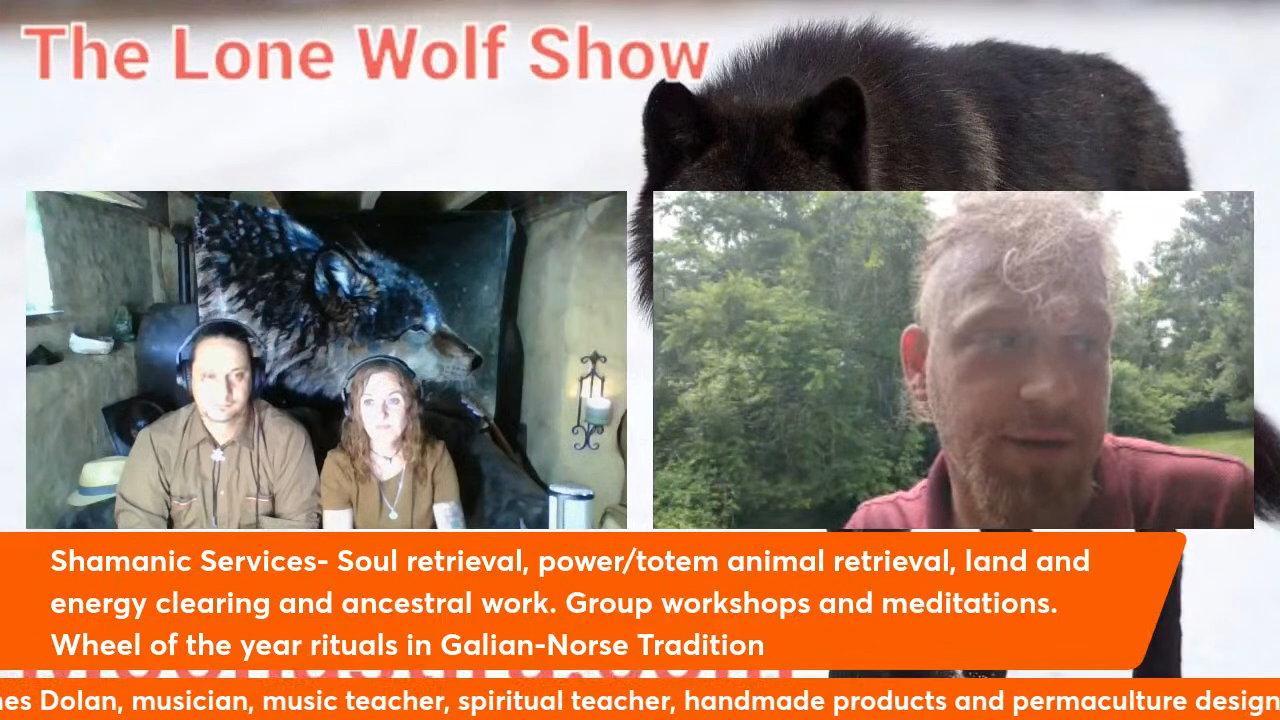 The Lone Wolf Show
Shamanic Services- Soul retrieval, power/totem animal retrieval, land and
energy clearing and ancestral work. Group workshops and meditations.
Wheel of the year rituals in Galian-Norse Tradition
Dolan, musician, music teacher, spiritual teacher, handmade products and permaculture design